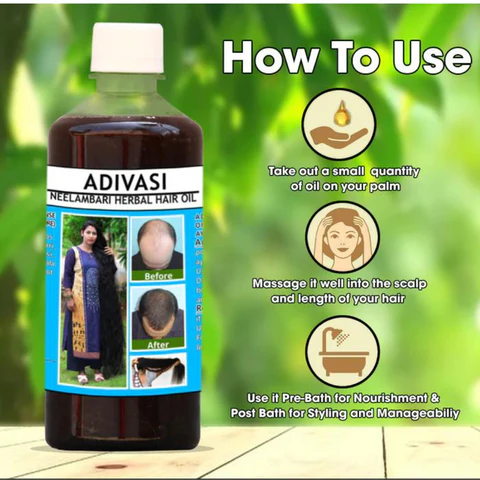 How To Use
Take out a small quantity
of oil on your palm
Massage it well into the scalp
and length of your hair
Use it Pre-Bath for Nourishment &
Post Bath for Styling and Manageabiliy
ADIVASI
NEELAMBARI HERBAL HAIR OIL
Before
After